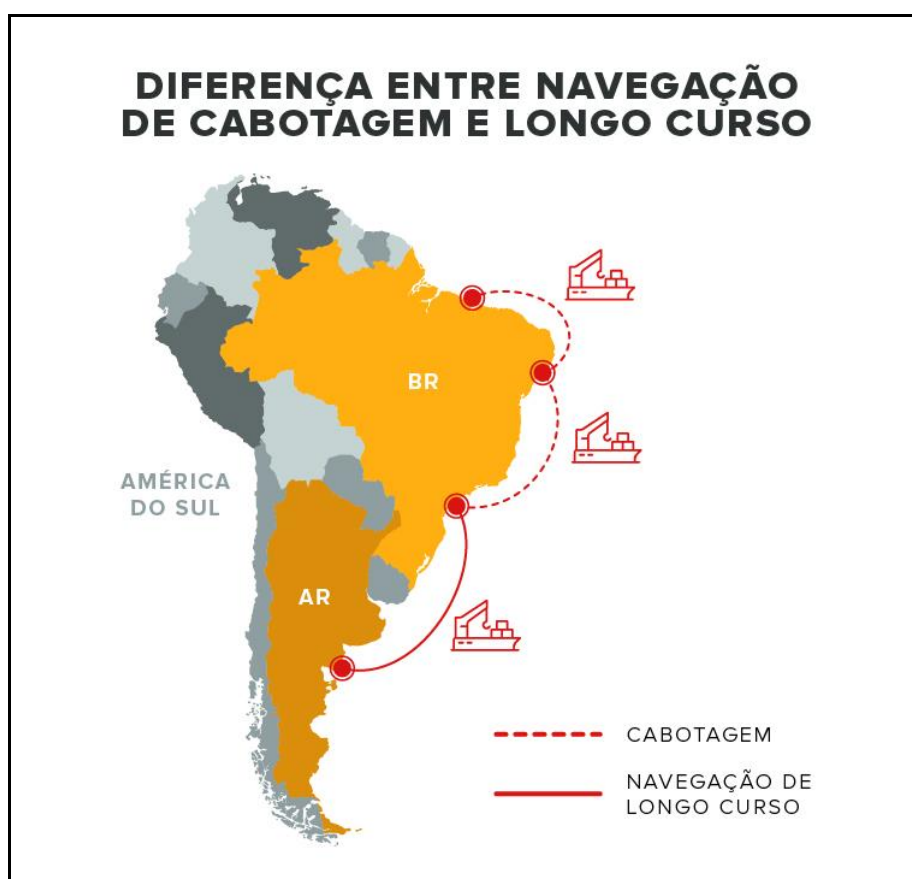 DIFERENÇA ENTRE NAVEGAÇÃO
DE CABOTAGEM E LONGO CURSO
BR
AMÉRICA
DO SUL
AR
CABOTAGEM
NAVEGAÇÃO DE
LONGO CURSO